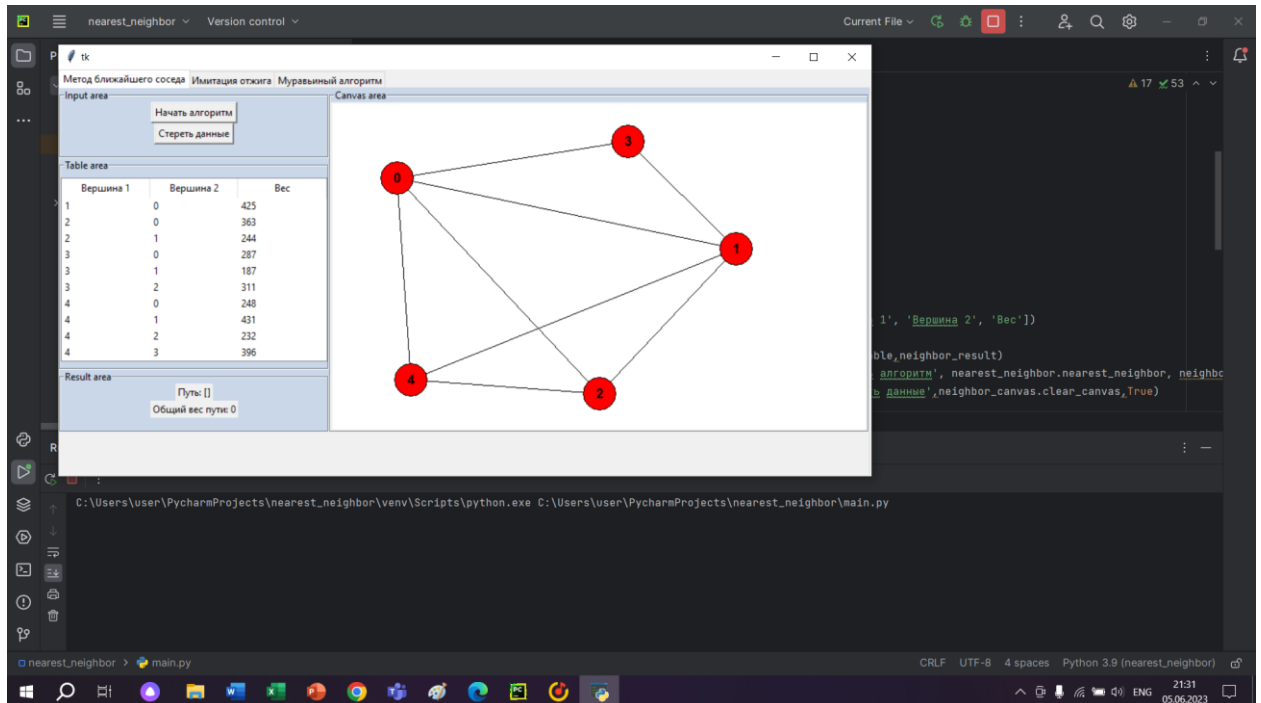 nearest_neighbor Version control Current File
tk
Метод ближайшего соседа Имитация отжига Муравьиный алгоритм
17 53
Input area
Начать алгоритм
Стереть данные
Table area
Вершина 1 Вершина 2 Вес
1 0 425
2 0 363
2 1 244
3 0 287
3 1 187
3 2 311
4 0 248
4 1 431
4 2 232
4 3 396
Result area
Путь: []
Общий вес пути: 0
Canvas area
3
0
1
4
2
1', 'Вершина 2', 'Вес'])
ble,neighbor_result)
алгоритм', nearest_neighbor.nearest_neighbor, neighbo
ь данные',neighbor_canvas.clear_canvas,True)
C:\Users\user\PycharmProjects\nearest_neighbor\venv\Scripts\python.exe C:\Users\user\PycharmProjects\nearest_neighbor\main.py
nearest_neighbor > main.py CRLF UTF-8 4 spaces Python 3.9 (nearest_neighbor)
ENG 21:31
05.06.2023